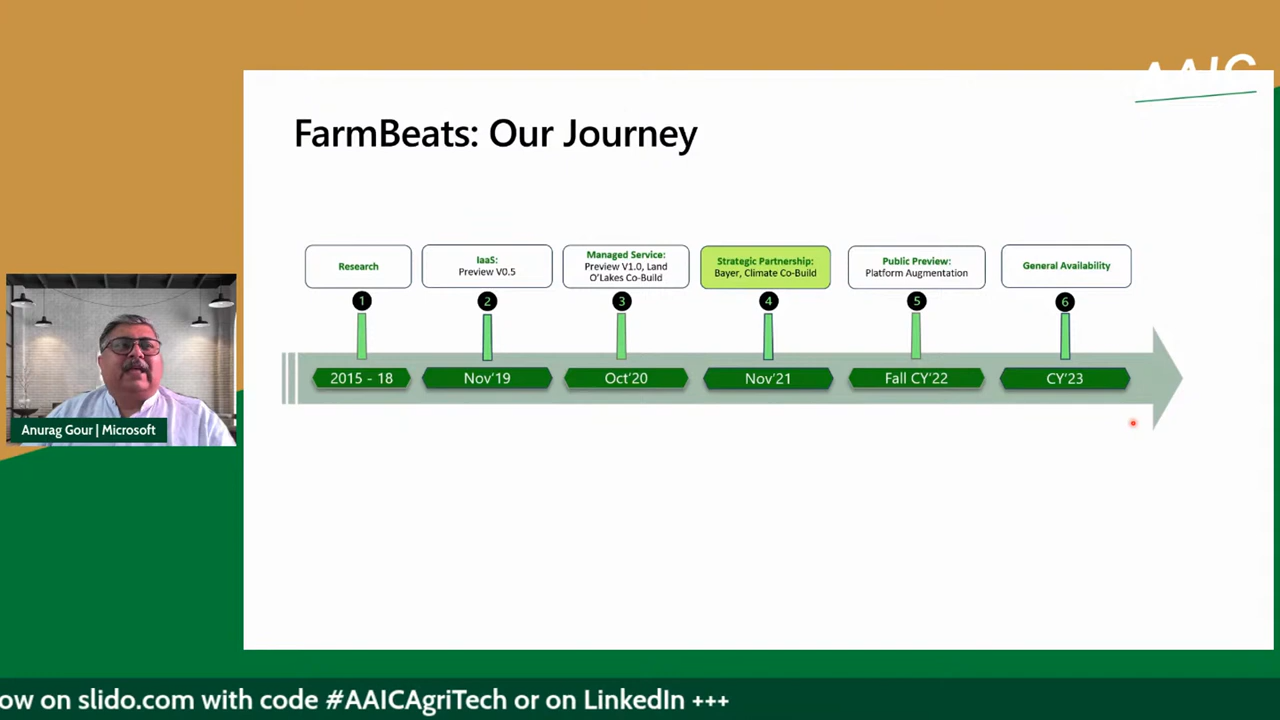 AAIC
FarmBeats: Our Journey
Research
IaaS:
Preview V0.5
Managed Service:
Preview V1.0, Land
O'Lakes Co-Build
Strategic Partnership:
Bayer, Climate Co-Build
Public Preview:
Platform Augmentation
General Availability
1
2
3
4
5
6
2015 - 18
Nov'19
Oct'20
Nov'21
Fall CY'22
CY'23
Anurag Gour | Microsoft
ow on slido.com with code #AAICAgriTech or on LinkedIn +++